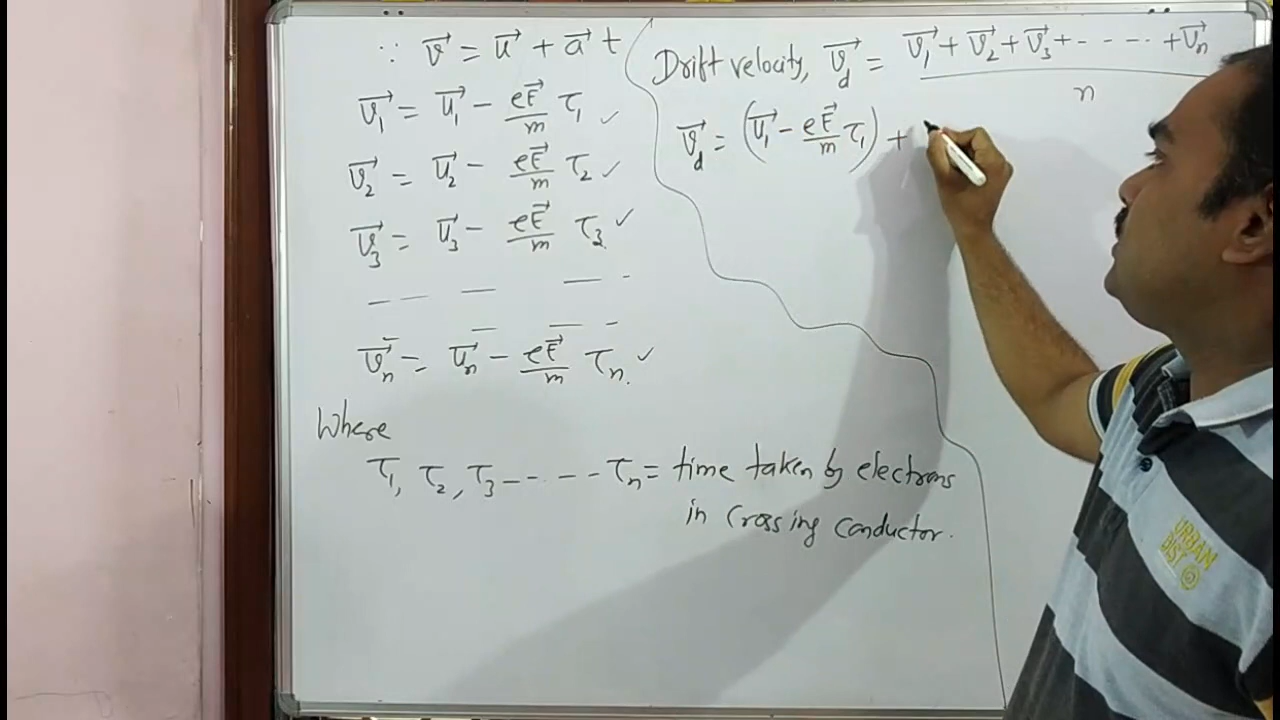 ∵ v⃗ = u⃗ + a⃗ t
v⃗₁ = u⃗₁ − eE⃗/m τ₁ ✓
v⃗₂ = u⃗₂ − eE⃗/m τ₂ ✓
v⃗₃ = u⃗₃ − eE⃗/m τ₃ ✓
v⃗ₙ = u⃗ₙ − eE⃗/m τₙ ✓
Where
τ₁, τ₂, τ₃ ----- τₙ = time taken by electrons
in Crossing conductor.
Drift velocity, v⃗d = (v⃗₁ + v⃗₂ + v⃗₃ + ----- + v⃗ₙ)/n
v⃗d = (u⃗₁ − eE⃗/m τ₁) +
URBAN